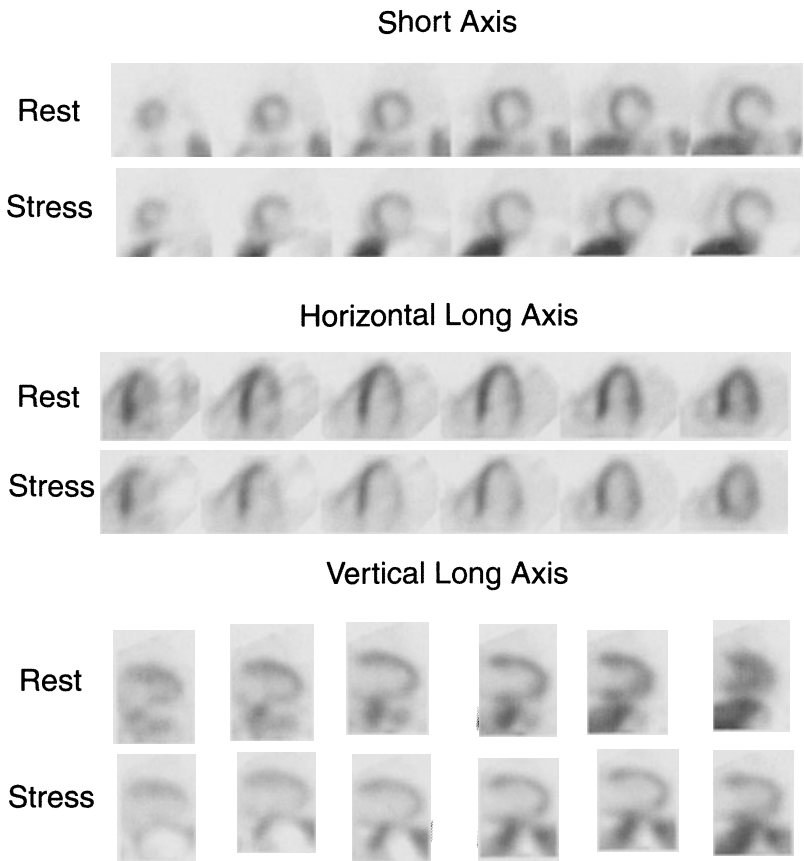 Short Axis
Rest
Stress
Horizontal Long Axis
Rest
Stress
Vertical Long Axis
Rest
Stress